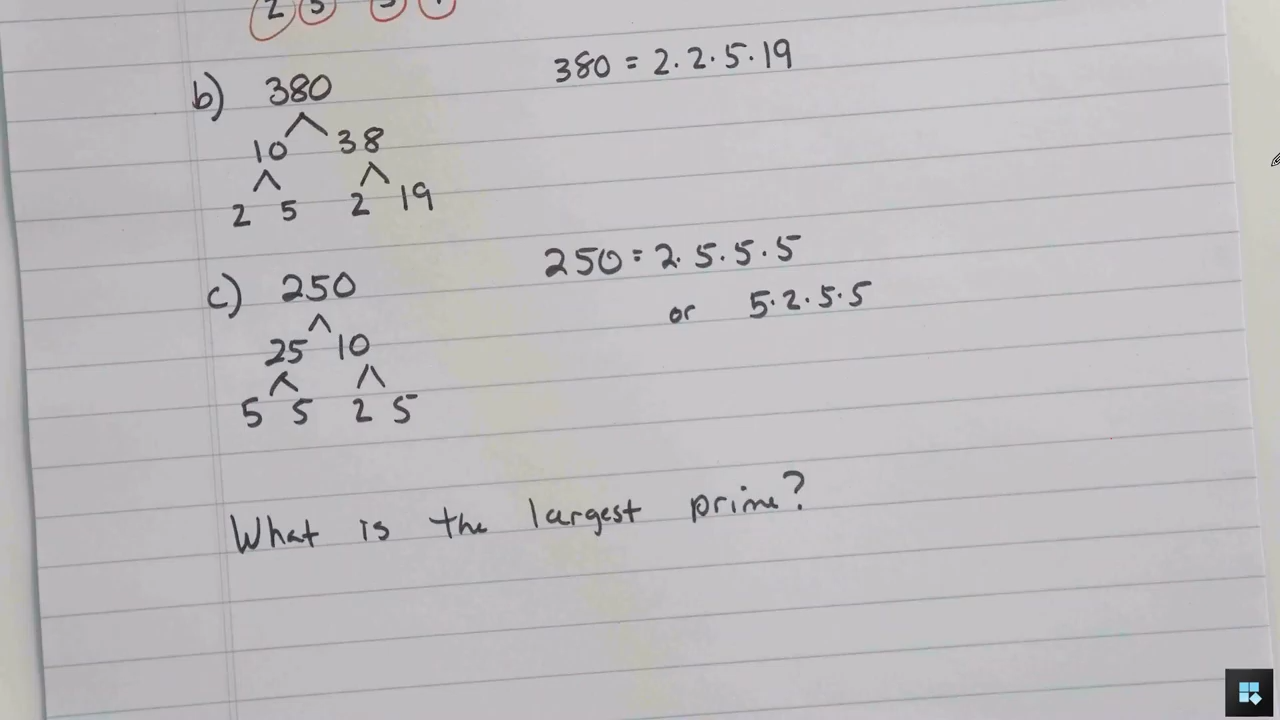 b) 380
380 = 2.2.5.19
10 38
2 5 2 19
c) 250
250 = 2.5.5.5
or 5.2.5.5
25 10
5 5 2 5
What is the largest prime?